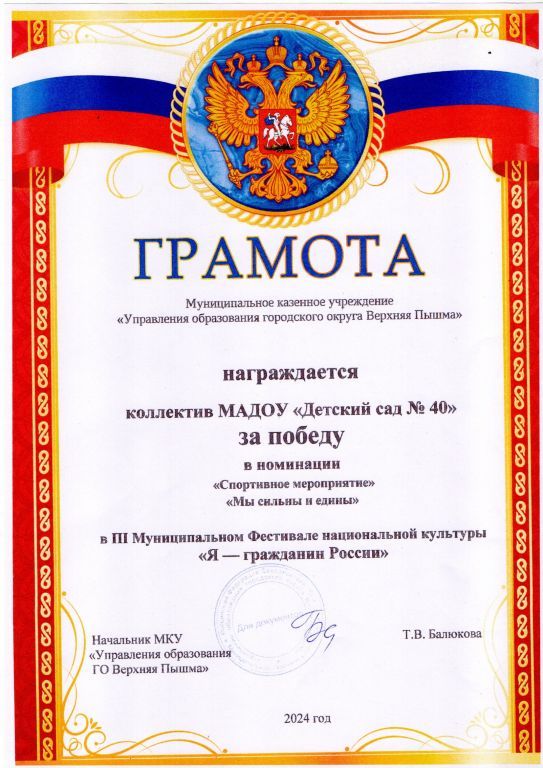 ГРАМОТА
Муниципальное казенное учреждение
«Управления образования городского округа Верхняя Пышма»
награждается
коллектив МАДОУ «Детский сад № 40»
за победу
в номинации
«Спортивное мероприятие»
«Мы сильны и едины»
в III Муниципальном Фестивале национальной культуры
«Я — гражданин России»
Для документов
Начальник МКУ
«Управления образования
ГО Верхняя Пышма»
Т.В. Балюкова
2024 год